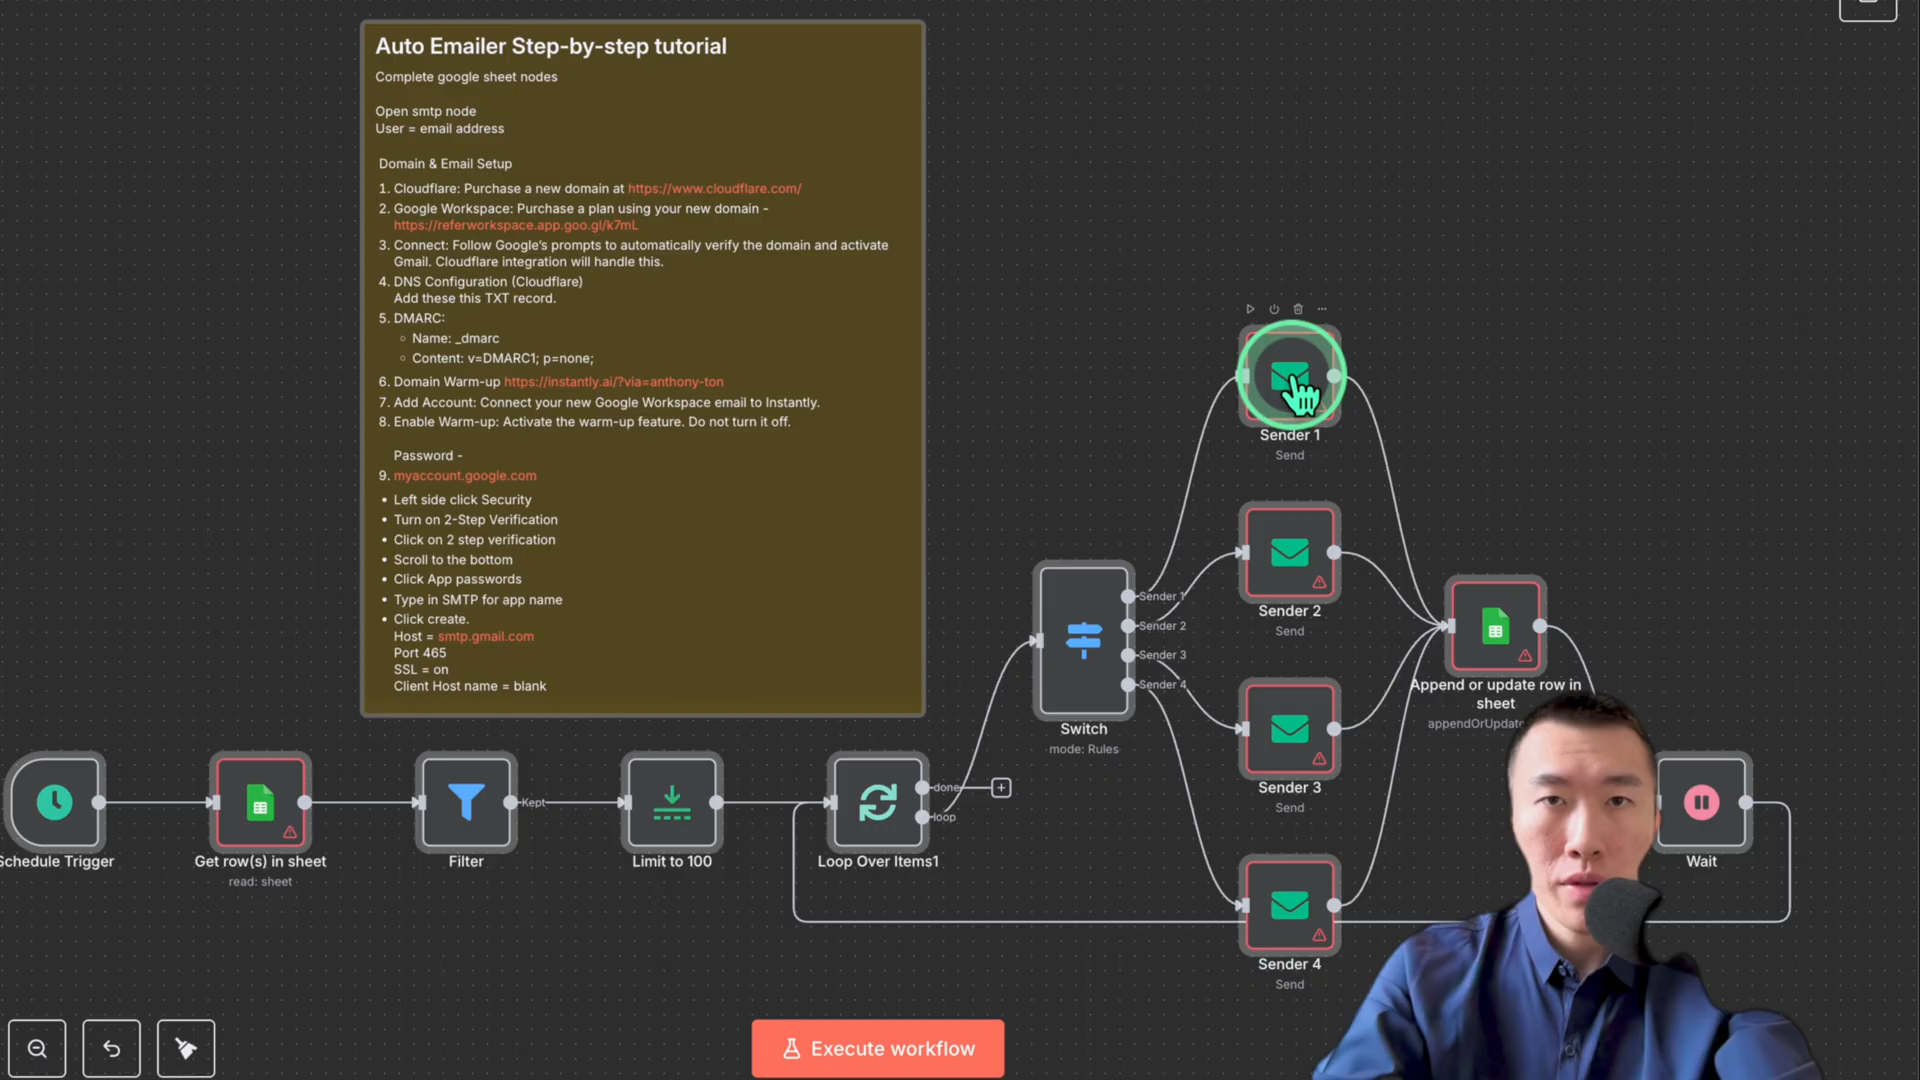 Auto Emailer Step-by-step tutorial
Complete google sheet nodes
Open smtp node
User = email address
Domain & Email Setup
1. Cloudflare: Purchase a new domain at https://www.cloudflare.com/
2. Google Workspace: Purchase a plan using your new domain -
https://referworkspace.app.goo.gl/k7mL
3. Connect: Follow Google's prompts to automatically verify the domain and activate
Gmail. Cloudflare integration will handle this.
4. DNS Configuration (Cloudflare)
Add these this TXT record.
5. DMARC:
Name: _dmarc
Content: v=DMARC1; p=none;
6. Domain Warm-up https://instantly.ai/?via=anthony-ton
7. Add Account: Connect your new Google Workspace email to Instantly.
8. Enable Warm-up: Activate the warm-up feature. Do not turn it off.
Password -
9. myaccount.google.com
• Left side click Security
• Turn on 2-Step Verification
• Click on 2 step verification
• Scroll to the bottom
• Click App passwords
• Type in SMTP for app name
• Click create.
Host = smtp.gmail.com
Port 465
SSL = on
Client Host name = blank
Sender 1
Send
Sender 2
Send
Sender 3
Send
Sender 4
Send
Sender 1
Sender 2
Sender 3
Sender 4
Switch
mode: Rules
Append or update row in
sheet
Schedule Trigger
Get row(s) in sheet
read: sheet
Filter
Kept
Limit to 100
Loop Over Items1
done
loop
Wait
Execute workflow